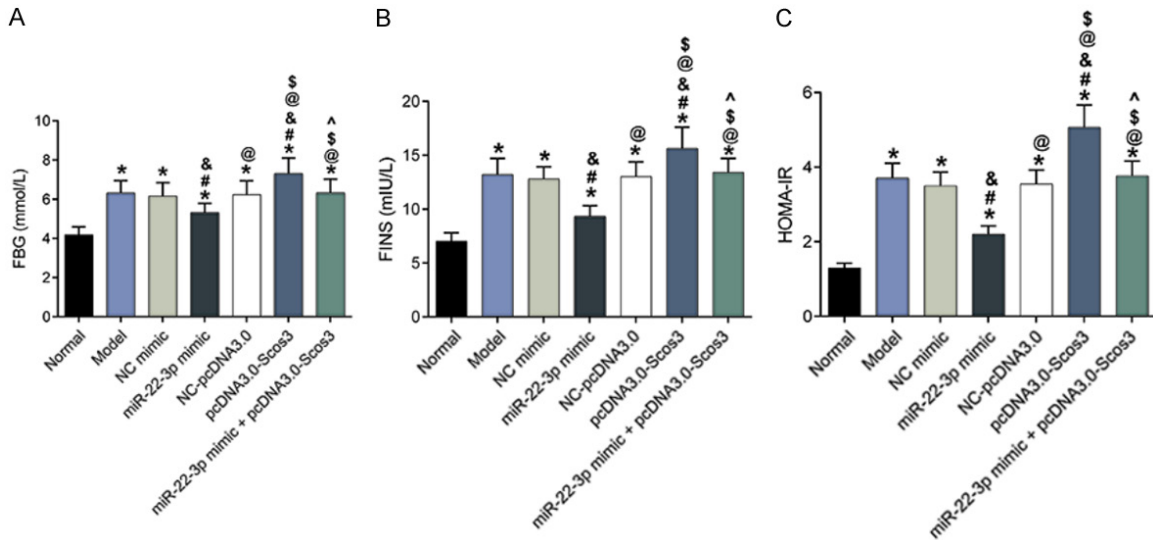 A
FBG (mmol/L)
10
8
6
4
2
0
*
*
&
#
*
@
*
$
@
&
#
*
^
$
@
*
Normal
Model
NC mimic
miR-22-3p mimic
NC-pcDNA3.0
pcDNA3.0-Scos3
miR-22-3p mimic + pcDNA3.0-Scos3
B
FINS (mIU/L)
20
15
10
5
0
*
*
&
#
*
@
*
$
@
&
#
*
^
$
@
*
Normal
Model
NC mimic
miR-22-3p mimic
NC-pcDNA3.0
pcDNA3.0-Scos3
miR-22-3p mimic + pcDNA3.0-Scos3
C
HOMA-IR
6
4
2
0
*
*
&
#
*
@
*
$
@
&
#
*
^
$
@
*
Normal
Model
NC mimic
miR-22-3p mimic
NC-pcDNA3.0
pcDNA3.0-Scos3
miR-22-3p mimic + pcDNA3.0-Scos3